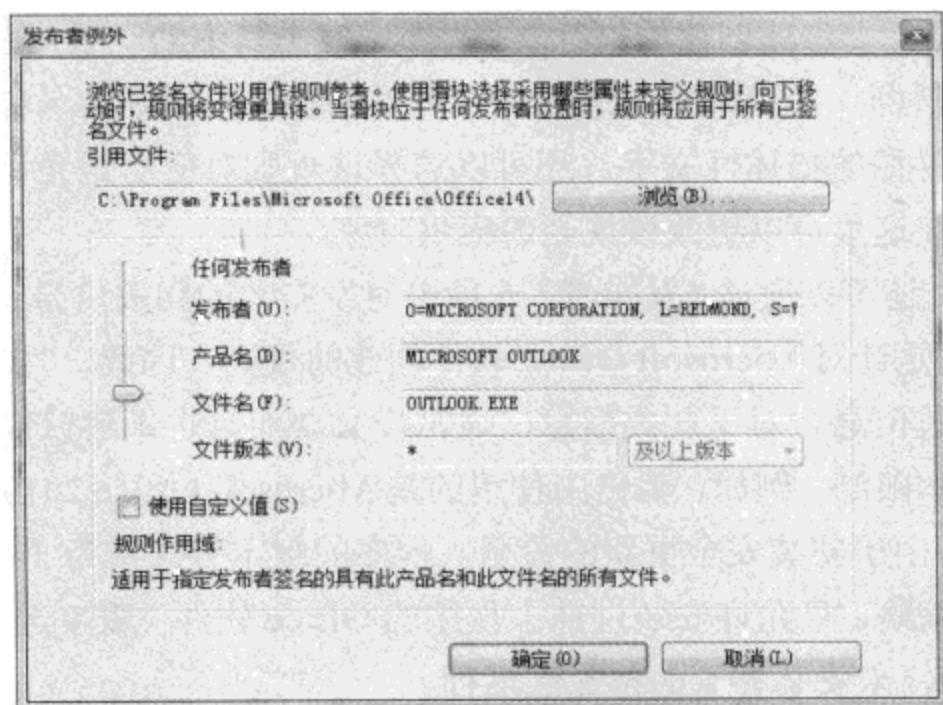 发布者例外
浏览已签名文件以用作规则参考。使用滑块选择采用哪些属性来定义规则；向下移
动时，规则将变得更具体。当滑块位于任何发布者位置时，规则将应用于所有已签
名文件。
引用文件:
C:\Program Files\Microsoft Office\Office14\ 浏览(B)...
任何发布者
发布者(U): O=MICROSOFT CORPORATION, L=REDMOND, S=
产品名(D): MICROSOFT OUTLOOK
文件名(F): OUTLOOK.EXE
文件版本(V): * 及以上版本
使用自定义值(S)
规则作用域:
适用于指定发布者签名的具有此产品名和此文件名的所有文件。
确定(O) 取消(L)